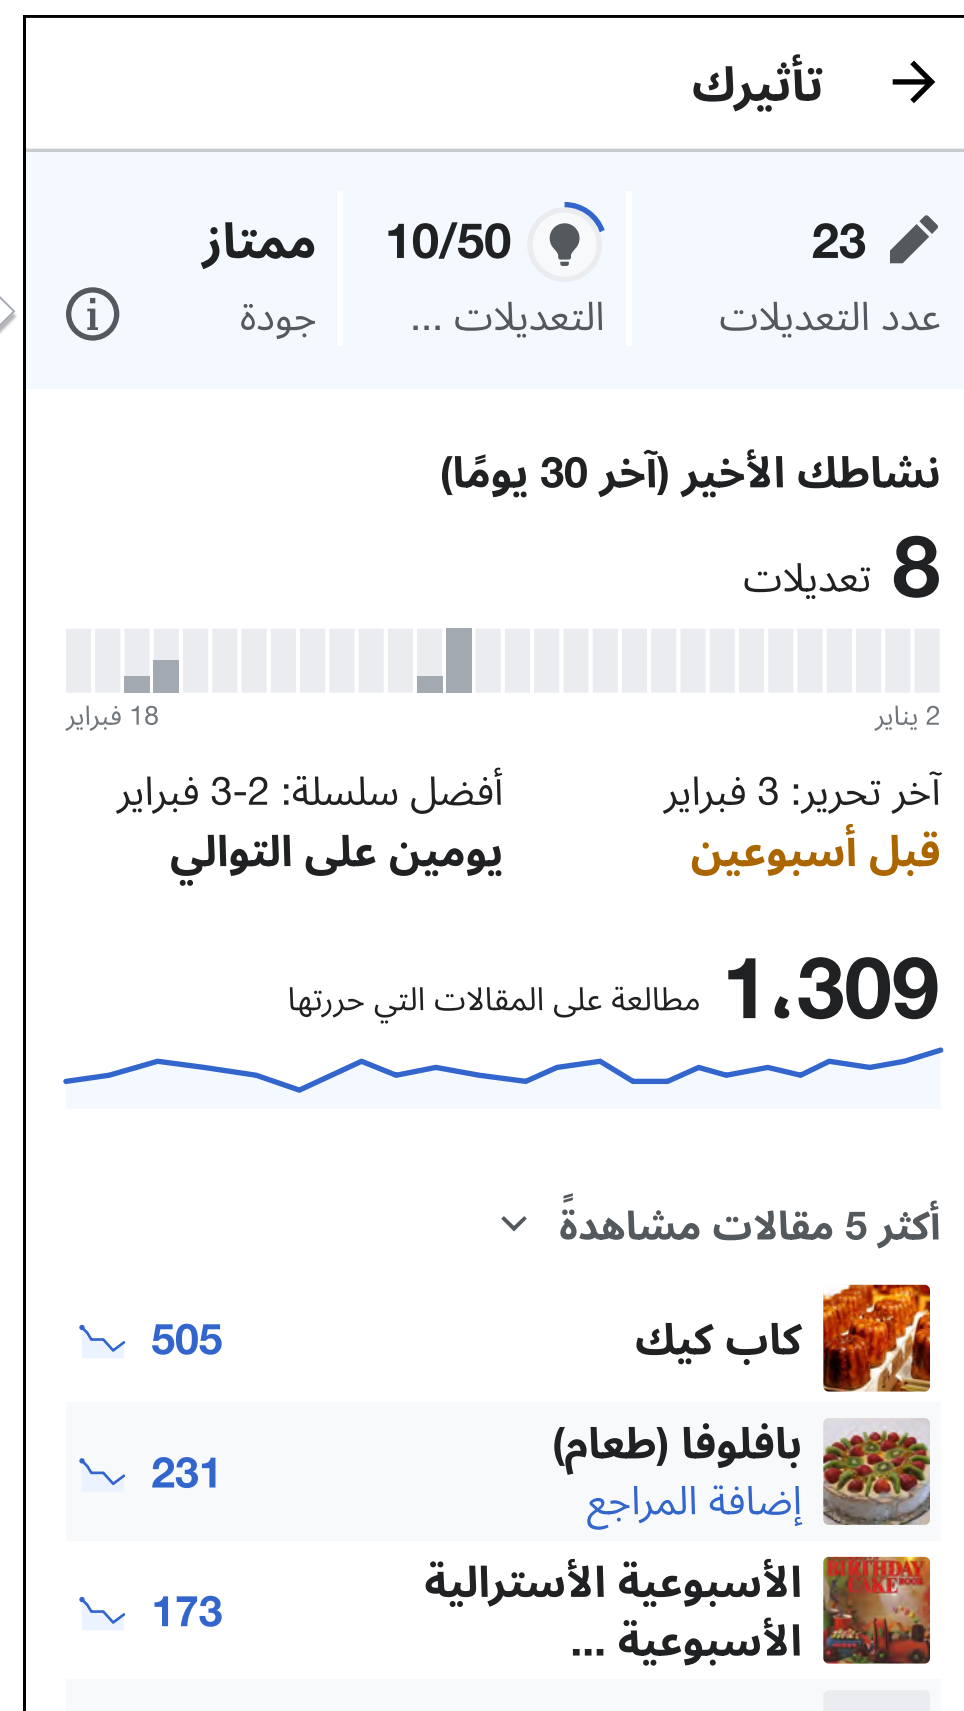 تأثيرك
23
عدد التعديلات
10/50
التعديلات ...
ممتاز
جودة
نشاطك الأخير (آخر 30 يومًا)
8 تعديلات
2 يناير
18 فبراير
آخر تحرير: 3 فبراير
قبل أسبوعين
أفضل سلسلة: 2-3 فبراير
يومين على التوالي
1،309 مطالعة على المقالات التي حررتها
أكثر 5 مقالات مشاهدةً
كاب كيك
505
بافلوفا (طعام)
إضافة المراجع
231
الأسبوعية الأسترالية
الأسبوعية ...
173
BIRTHDAY
CAKE BOOK